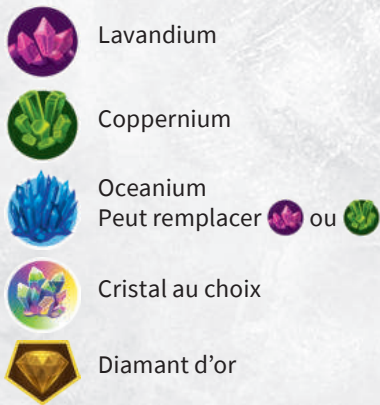 Lavandium
Coppernium
Oceanium
Peut remplacer ou
Cristal au choix
Diamant d'or